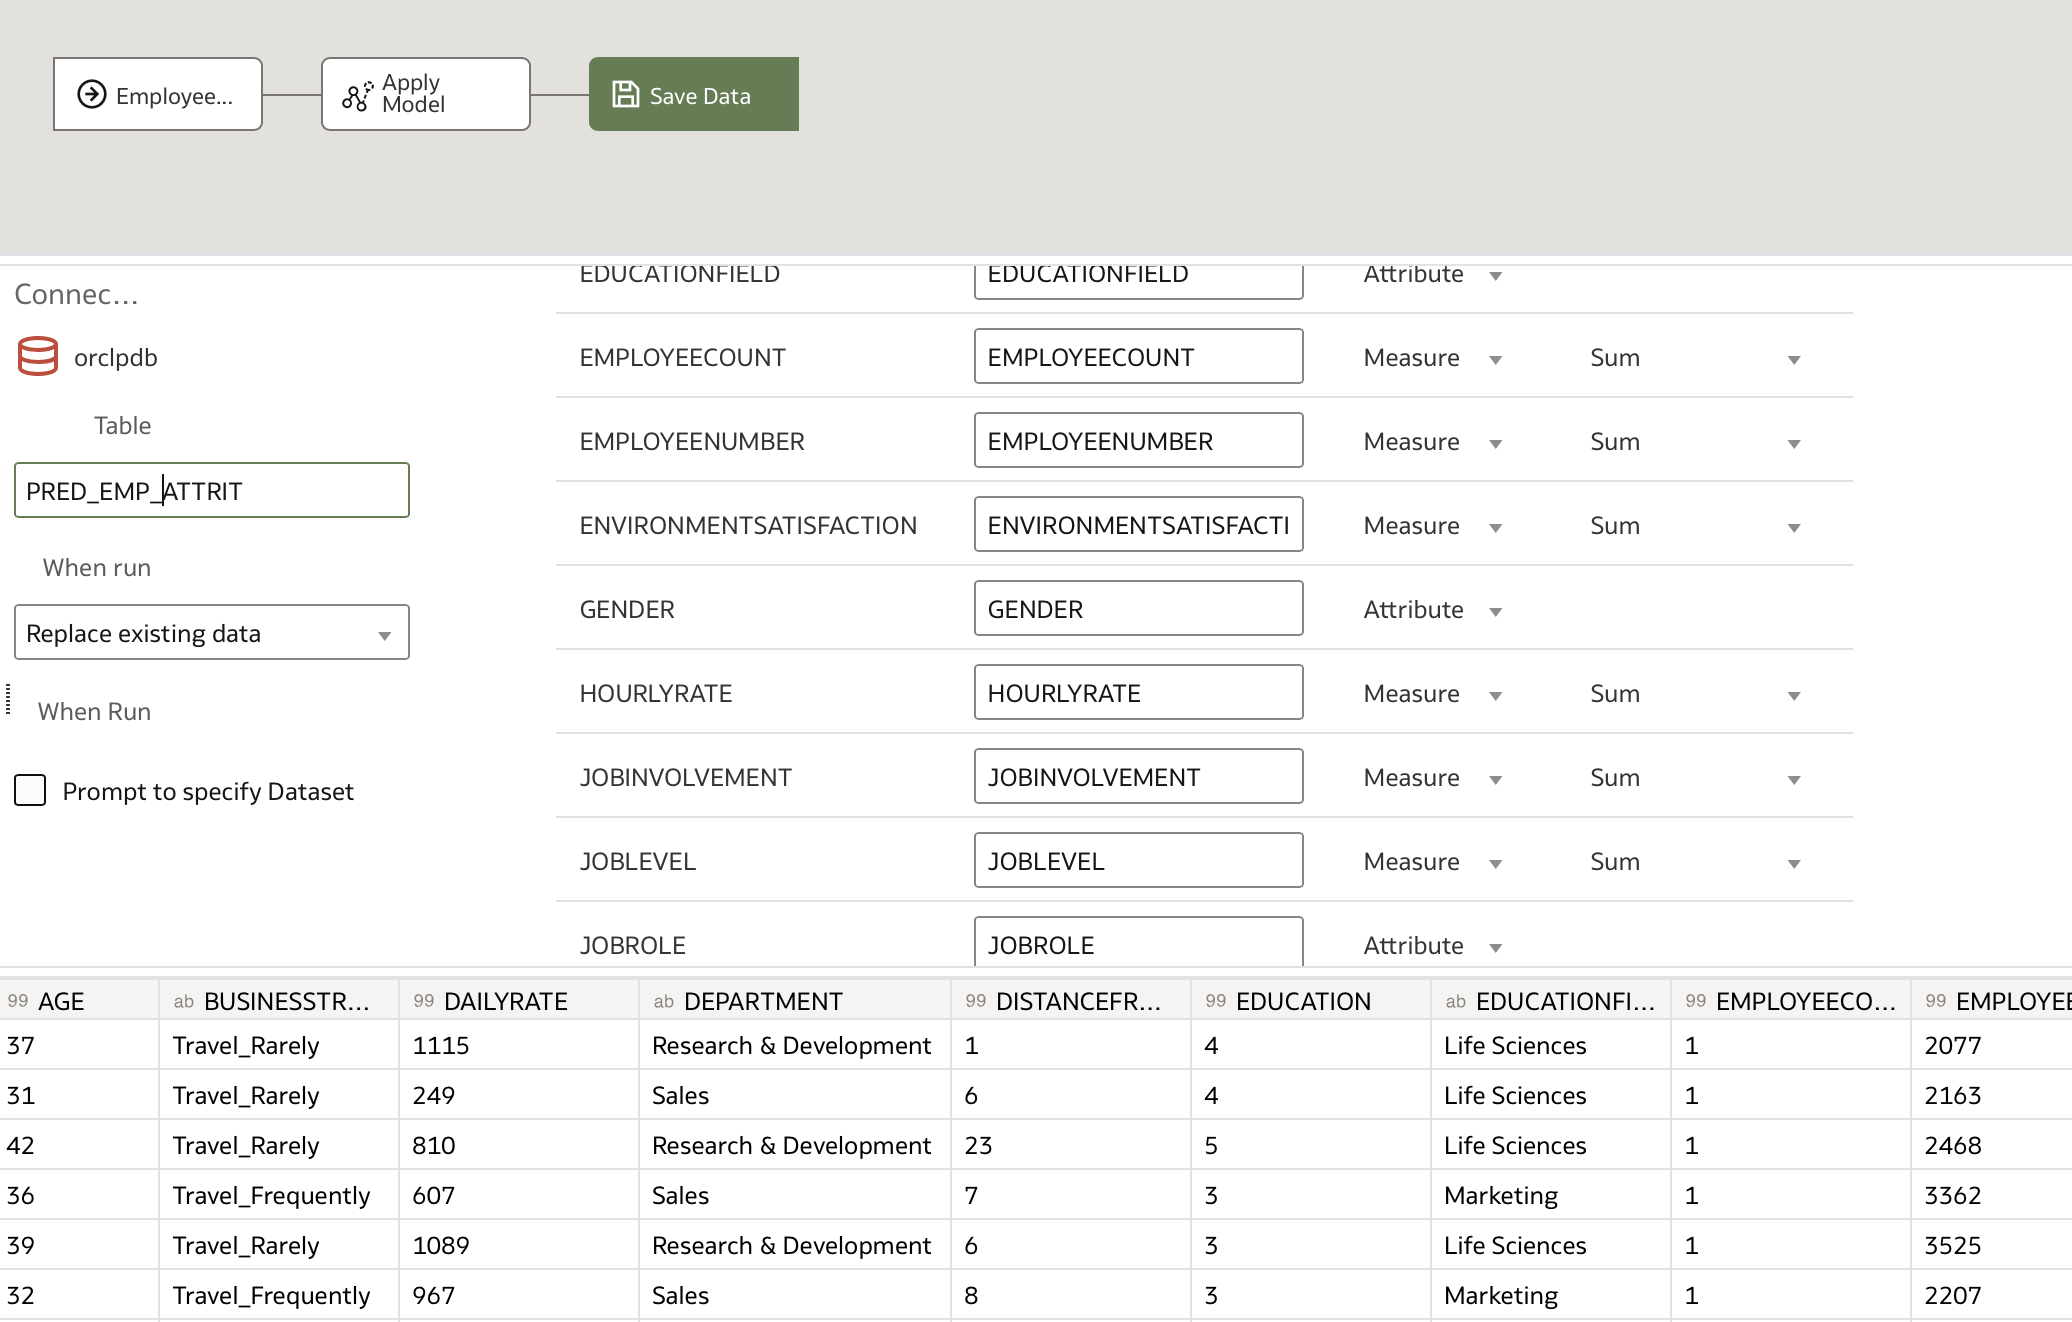 Employee...
Apply
Model
Save Data
Connec...
orclpdb
Table
PRED_EMP_ATTRIT
When run
Replace existing data
When Run
Prompt to specify Dataset
EDUCATIONFIELD EDUCATIONFIELD Attribute
EMPLOYEECOUNT EMPLOYEECOUNT Measure Sum
EMPLOYEENUMBER EMPLOYEENUMBER Measure Sum
ENVIRONMENTSATISFACTION ENVIRONMENTSATISFACTI Measure Sum
GENDER GENDER Attribute
HOURLYRATE HOURLYRATE Measure Sum
JOBINVOLVEMENT JOBINVOLVEMENT Measure Sum
JOBLEVEL JOBLEVEL Measure Sum
JOBROLE JOBROLE Attribute
99 AGE ab BUSINESSTR... 99 DAILYRATE ab DEPARTMENT 99 DISTANCEFR... 99 EDUCATION ab EDUCATIONFI... 99 EMPLOYEECO... 99 EMPLOYEE
37 Travel_Rarely 1115 Research & Development 1 4 Life Sciences 1 2077
31 Travel_Rarely 249 Sales 6 4 Life Sciences 1 2163
42 Travel_Rarely 810 Research & Development 23 5 Life Sciences 1 2468
36 Travel_Frequently 607 Sales 7 3 Marketing 1 3362
39 Travel_Rarely 1089 Research & Development 6 3 Life Sciences 1 3525
32 Travel_Frequently 967 Sales 8 3 Marketing 1 2207